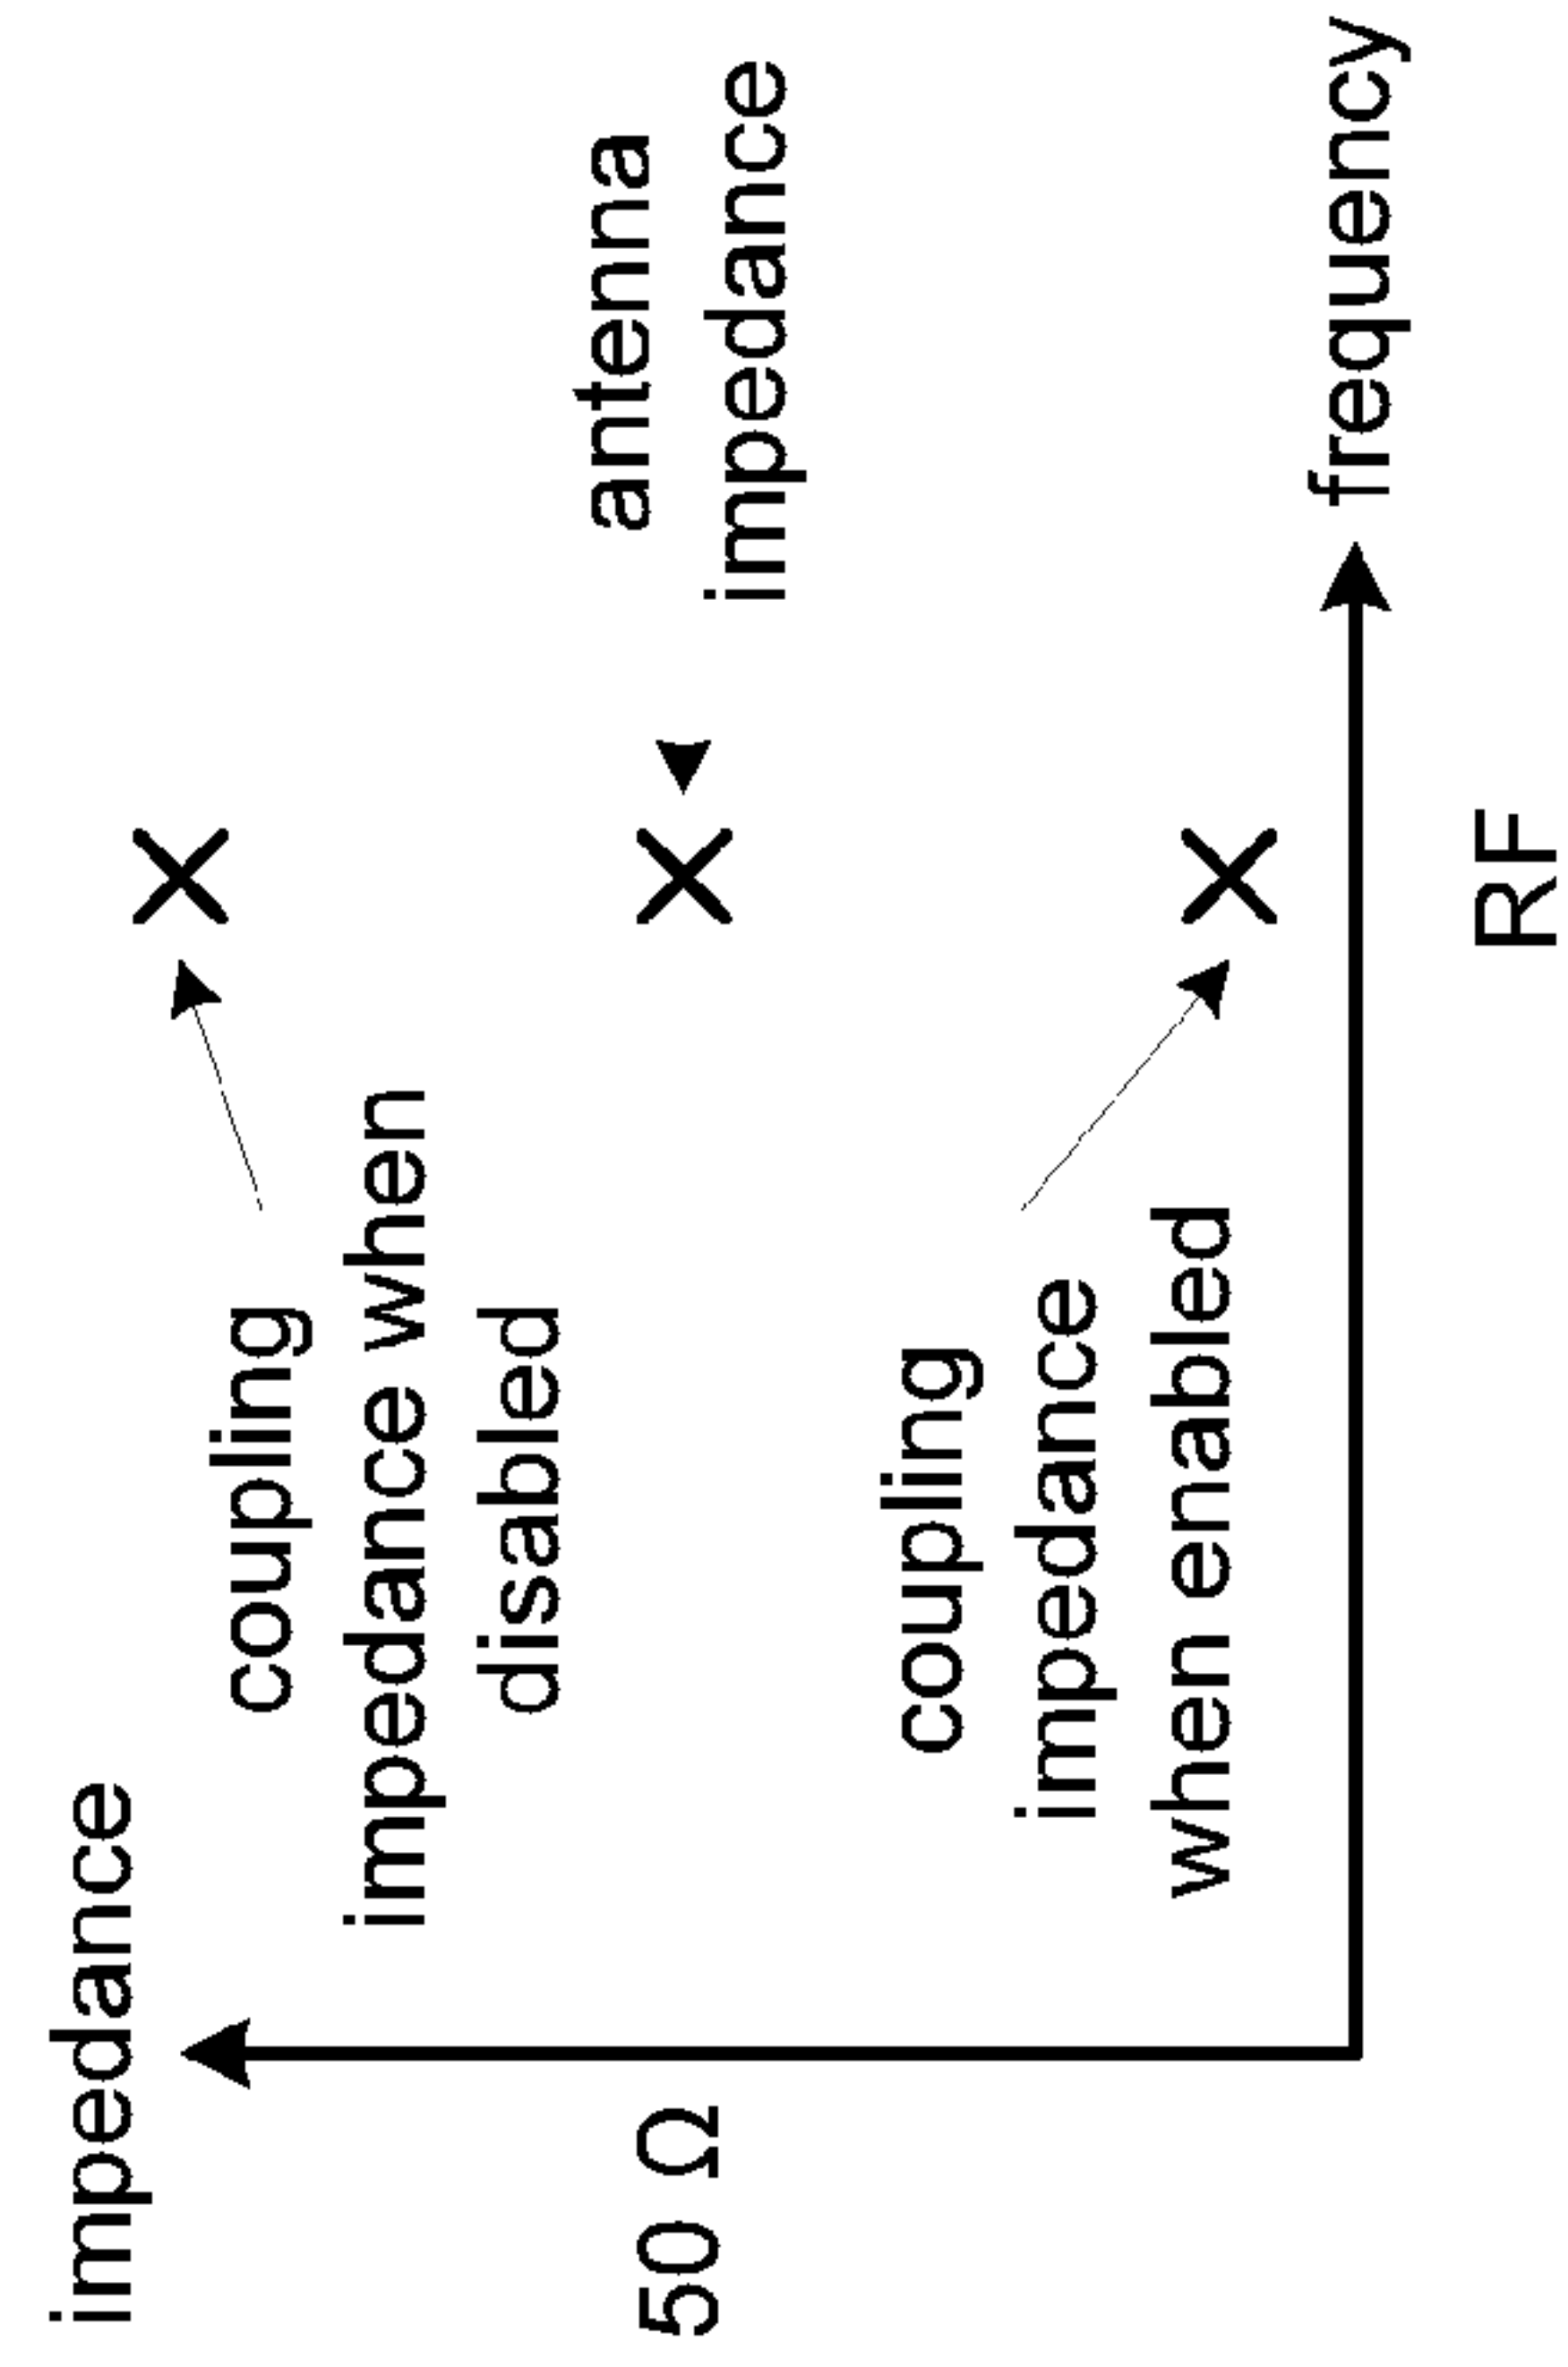 impedance
coupling
impedance when
disabled
antenna
impedance
50 Ω
coupling
impedance
when enabled
frequency
RF